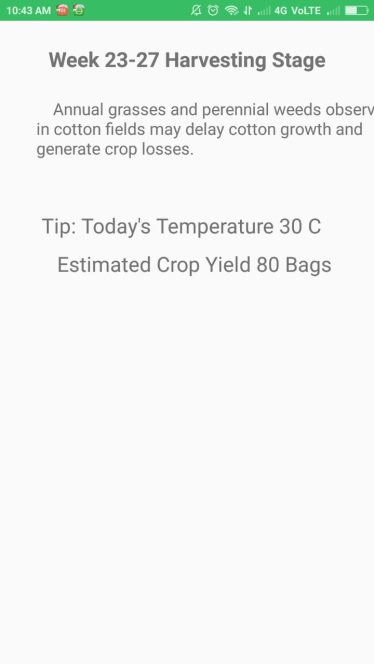 10:43 AM 4G VoLTE
Week 23-27 Harvesting Stage
Annual grasses and perennial weeds observ
in cotton fields may delay cotton growth and
generate crop losses.
Tip: Today's Temperature 30 C
Estimated Crop Yield 80 Bags